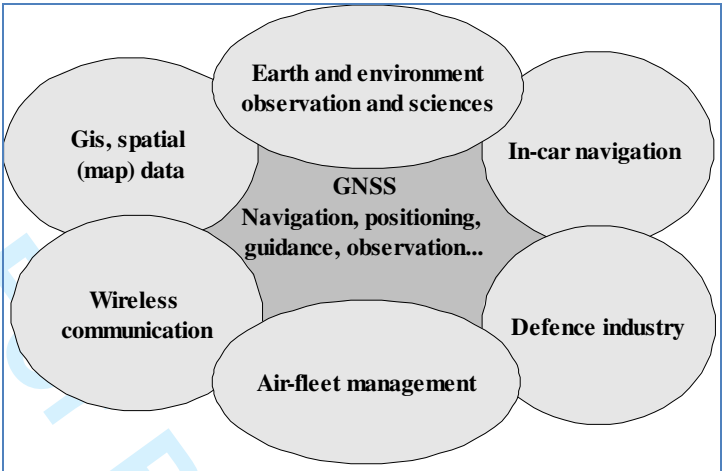 Earth and environment
observation and sciences
Gis, spatial
(map) data
In-car navigation
GNSS
Navigation, positioning,
guidance, observation...
Wireless
communication
Defence industry
Air-fleet management